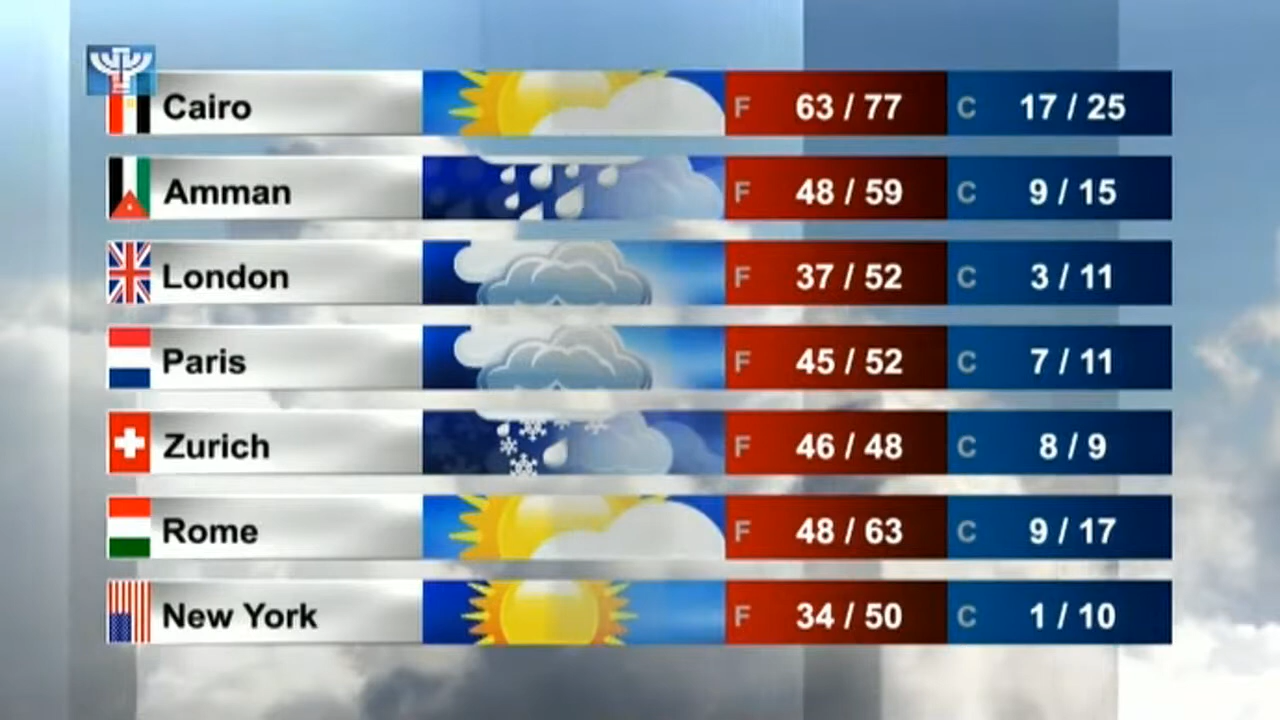 Cairo F 63 / 77 C 17 / 25
Amman F 48 / 59 C 9 / 15
London F 37 / 52 C 3 / 11
Paris F 45 / 52 C 7 / 11
Zurich F 46 / 48 C 8 / 9
Rome F 48 / 63 C 9 / 17
New York F 34 / 50 C 1 / 10